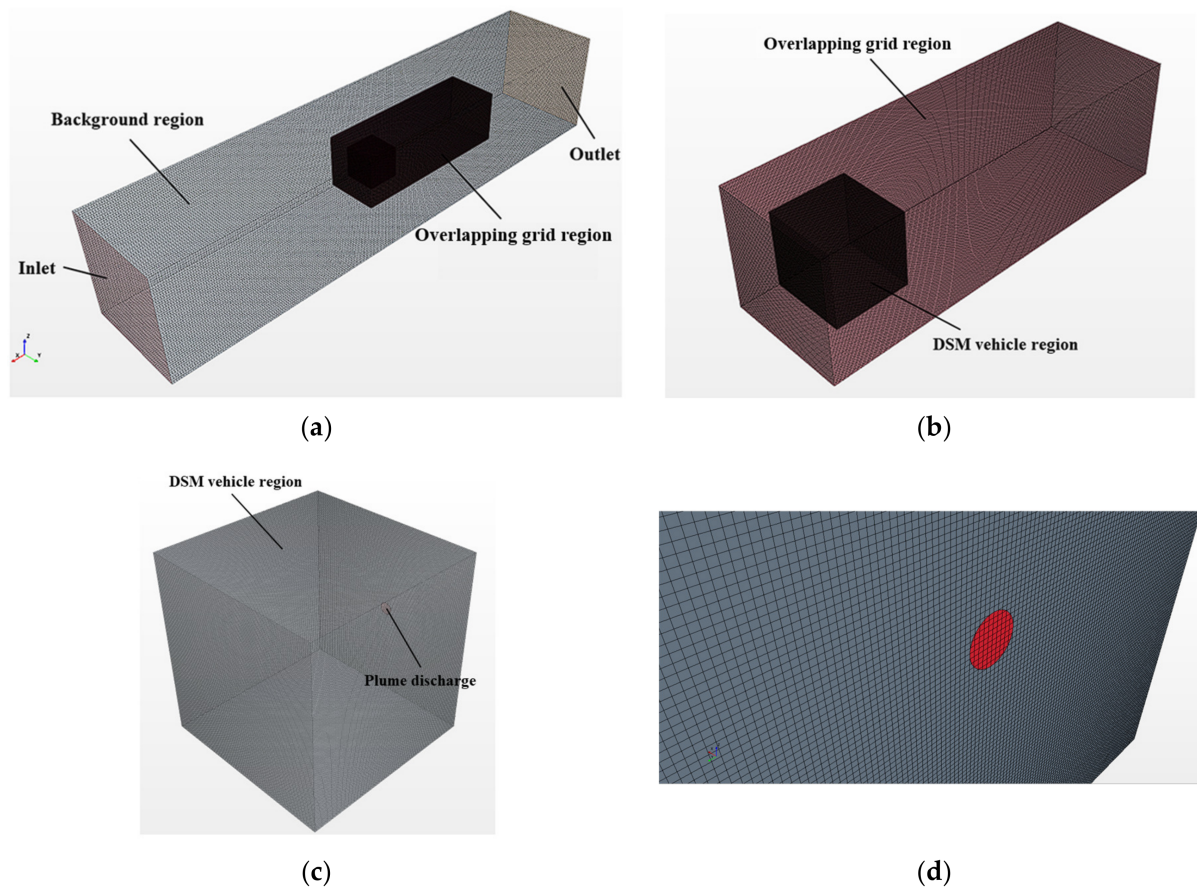 Background region
Outlet
Overlapping grid region
Inlet
Z
X
Y
(a)
Overlapping grid region
DSM vehicle region
(b)
DSM vehicle region
Plume discharge
(c)
(d)